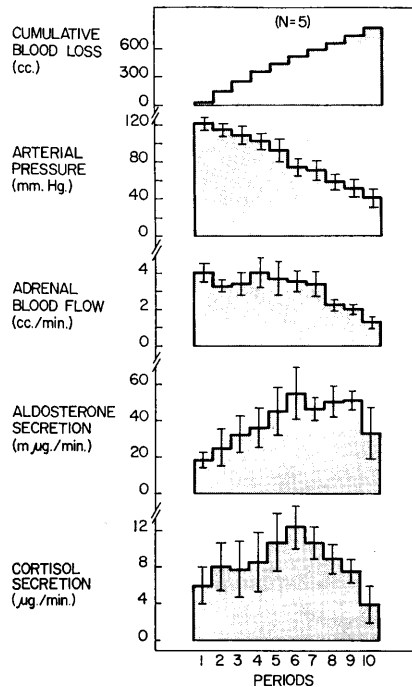 (N=5)
CUMULATIVE
BLOOD LOSS
(cc.)
600
300
0
ARTERIAL
PRESSURE
(mm. Hg.)
120
80
40
0
ADRENAL
BLOOD FLOW
(cc./min.)
4
2
0
ALDOSTERONE
SECRETION
(mμg./min.)
60
40
20
0
CORTISOL
SECRETION
(μg./min.)
12
8
4
0
1 2 3 4 5 6 7 8 9 10
PERIODS